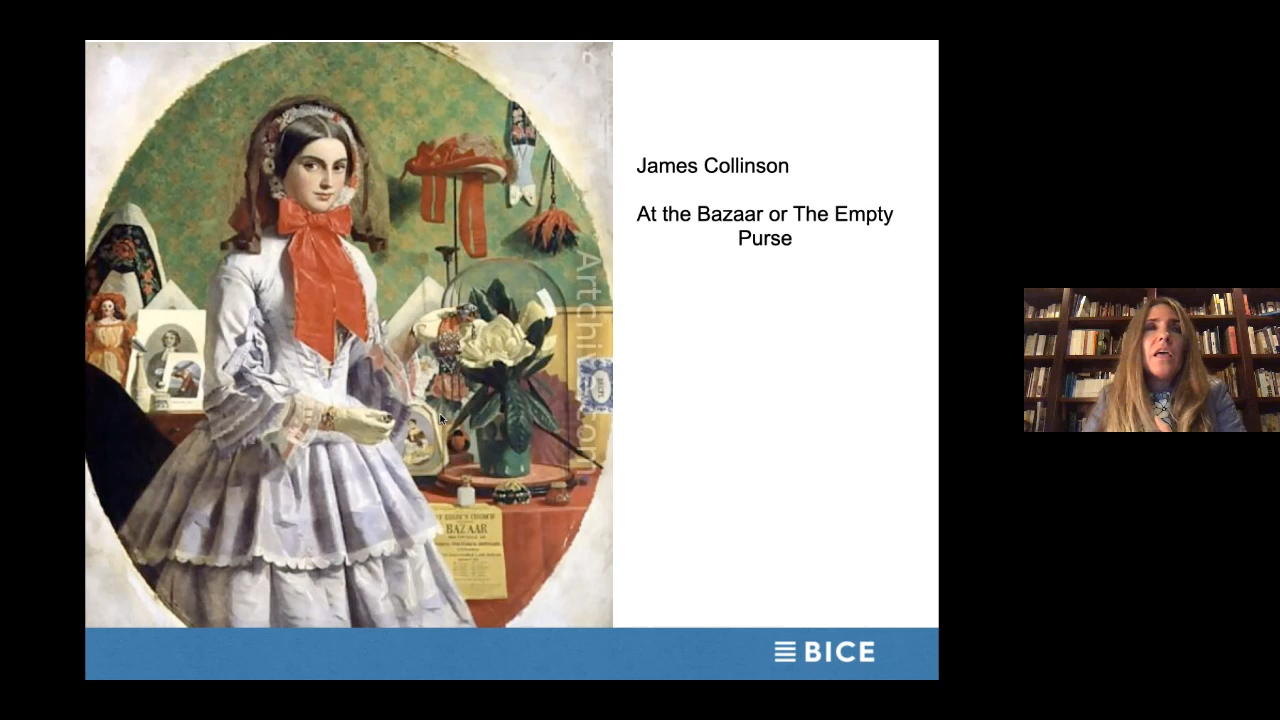 James Collinson
At the Bazaar or The Empty
Purse
BAZAAR
BICE